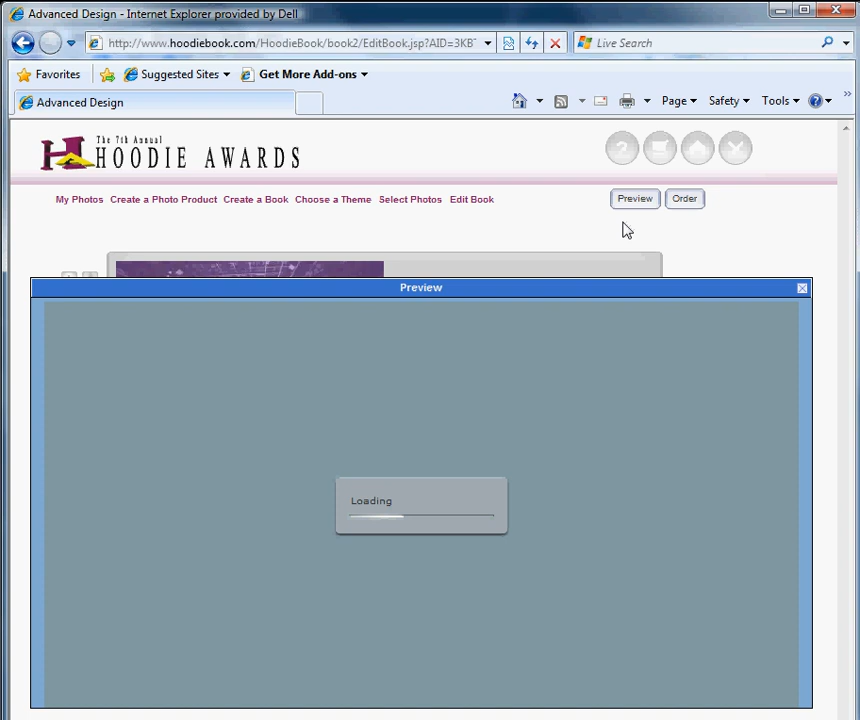 Advanced Design - Internet Explorer provided by Dell
http://www.hoodiebook.com/HoodieBook/book2/EditBook.jsp?AID=3KB
Live Search
Favorites Suggested Sites Get More Add-ons
Advanced Design
Page Safety Tools
The 7th Annual
HOODIE AWARDS
My Photos Create a Photo Product Create a Book Choose a Theme Select Photos Edit Book Preview Order
Preview
Loading